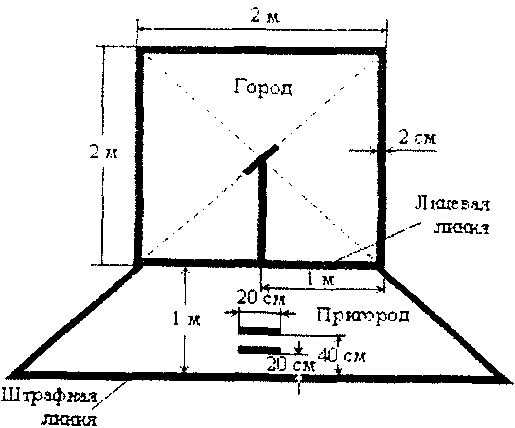 2 м
Город
2 м
2 см
Лицевая
линия
1 м
20 см
Пригород
1 м
40 см
20 см
Штрафная
линия